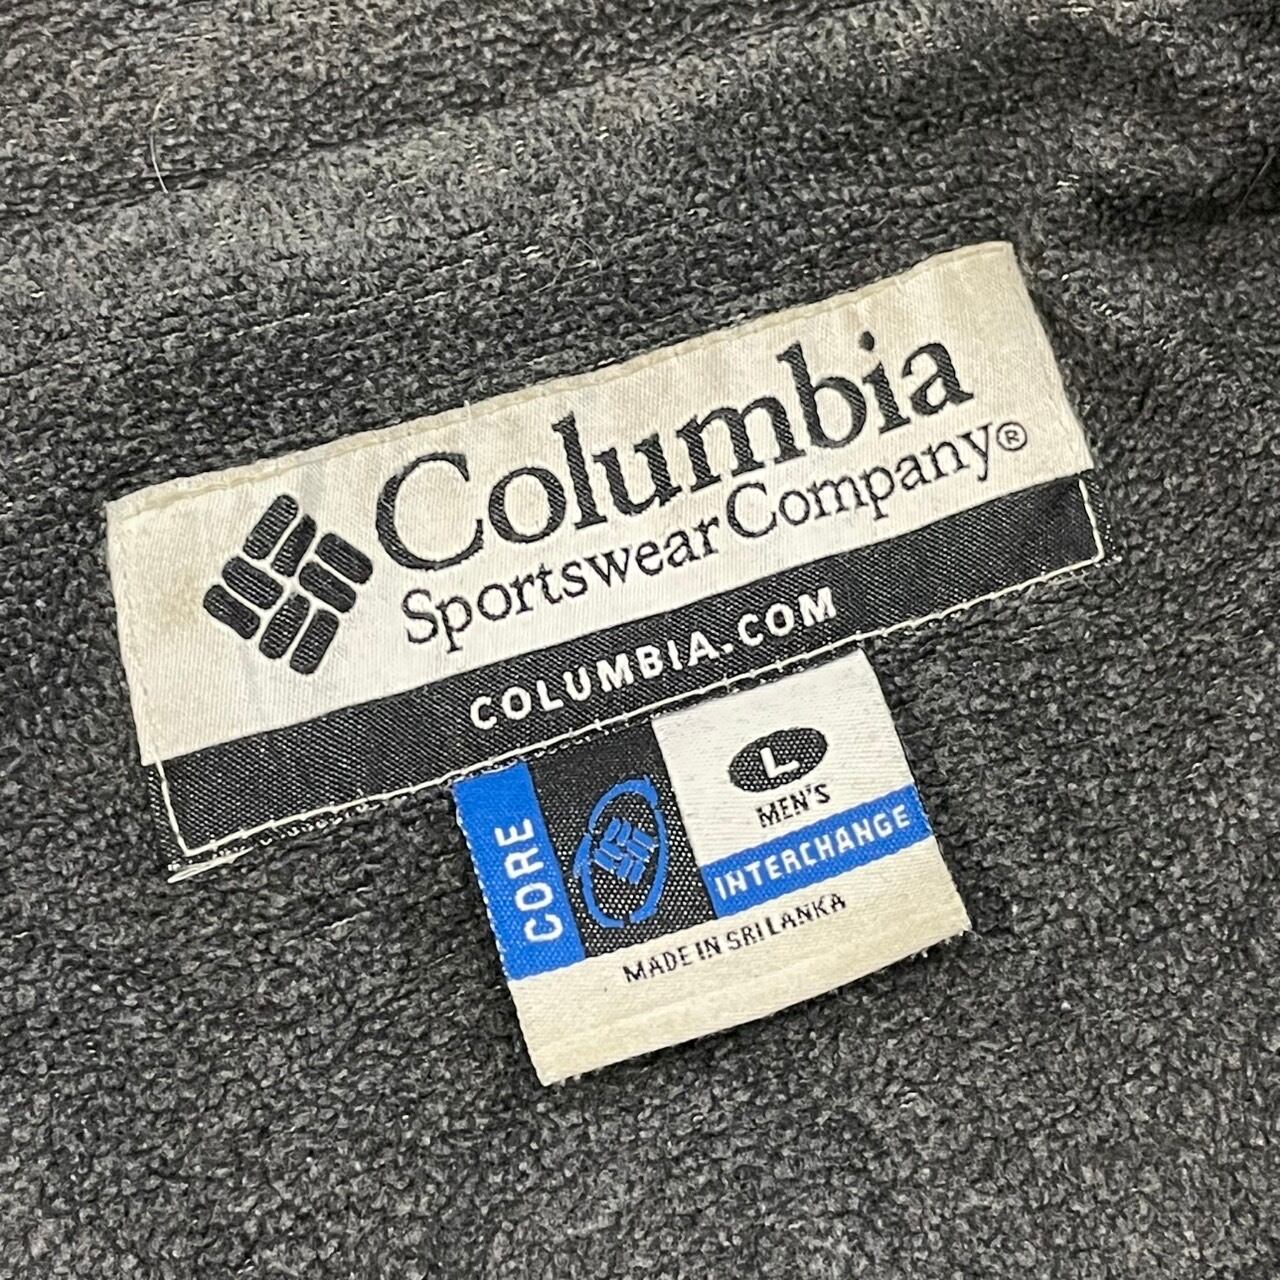 Columbia
Sportswear Company®
COLUMBIA.COM
CORE
L
MEN'S
INTERCHANGE
MADE IN SRI LANKA